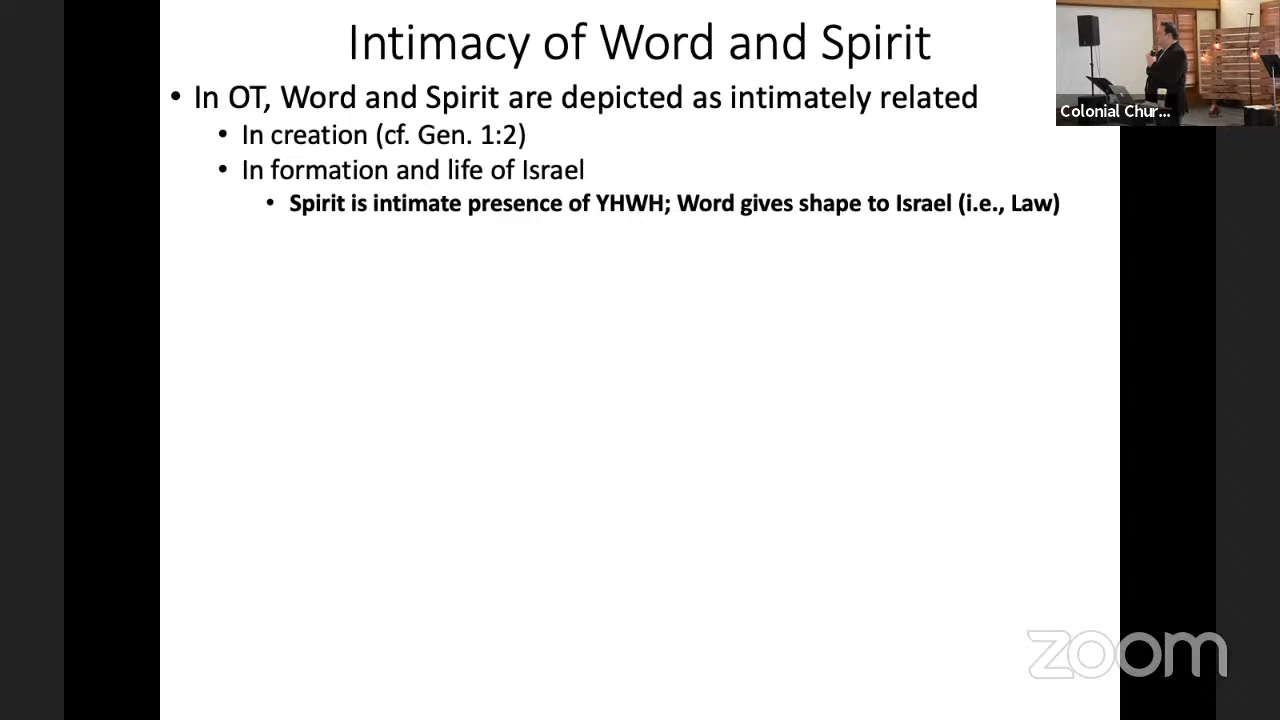 Intimacy of Word and Spirit
• In OT, Word and Spirit are depicted as intimately related
• In creation (cf. Gen. 1:2)
• In formation and life of Israel
• Spirit is intimate presence of YHWH; Word gives shape to Israel (i.e., Law)
Colonial Chur...
zoom